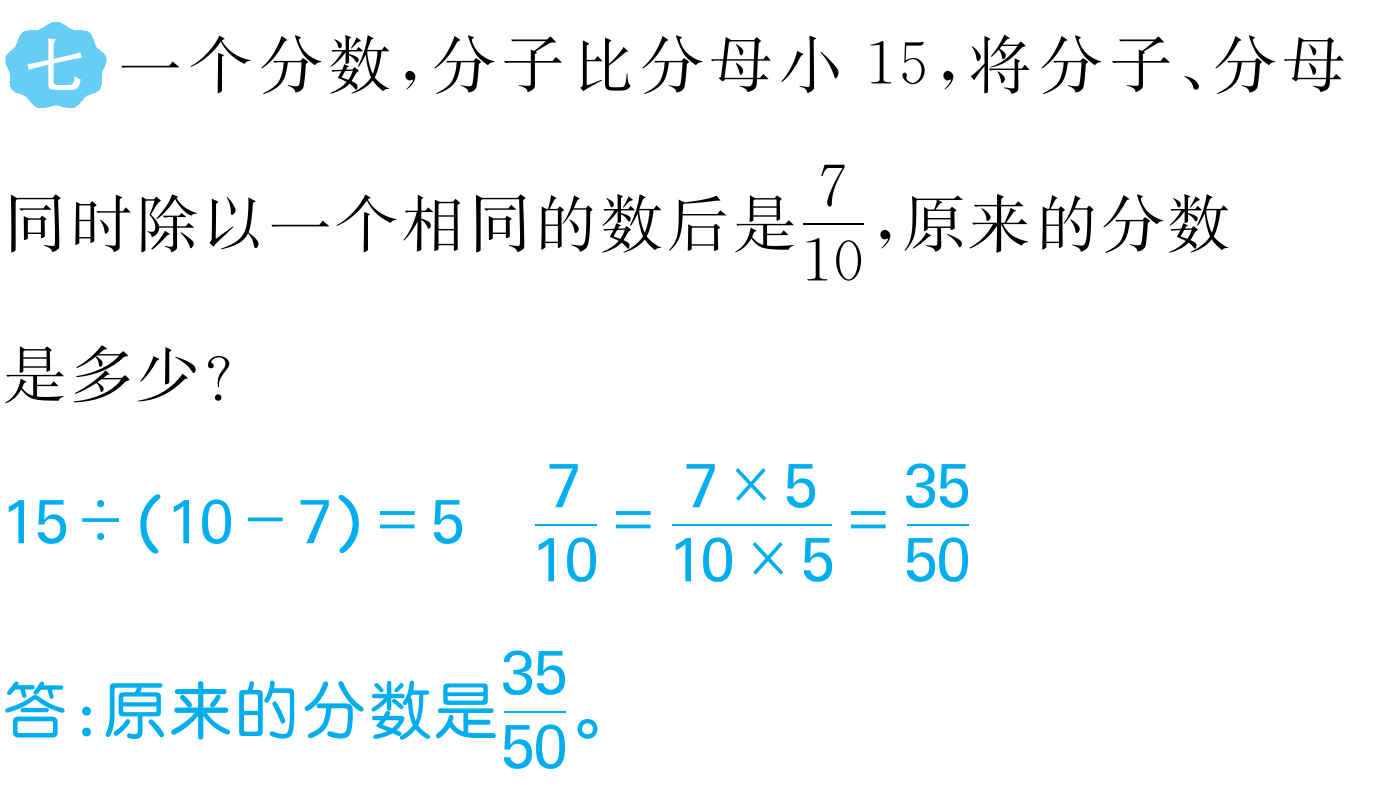 七 一个分数,分子比分母小 15,将分子、分母
同时除以一个相同的数后是7/10,原来的分数
是多少?
15÷(10-7)=5 7/10=7×5/10×5=35/50
答:原来的分数是35/50。